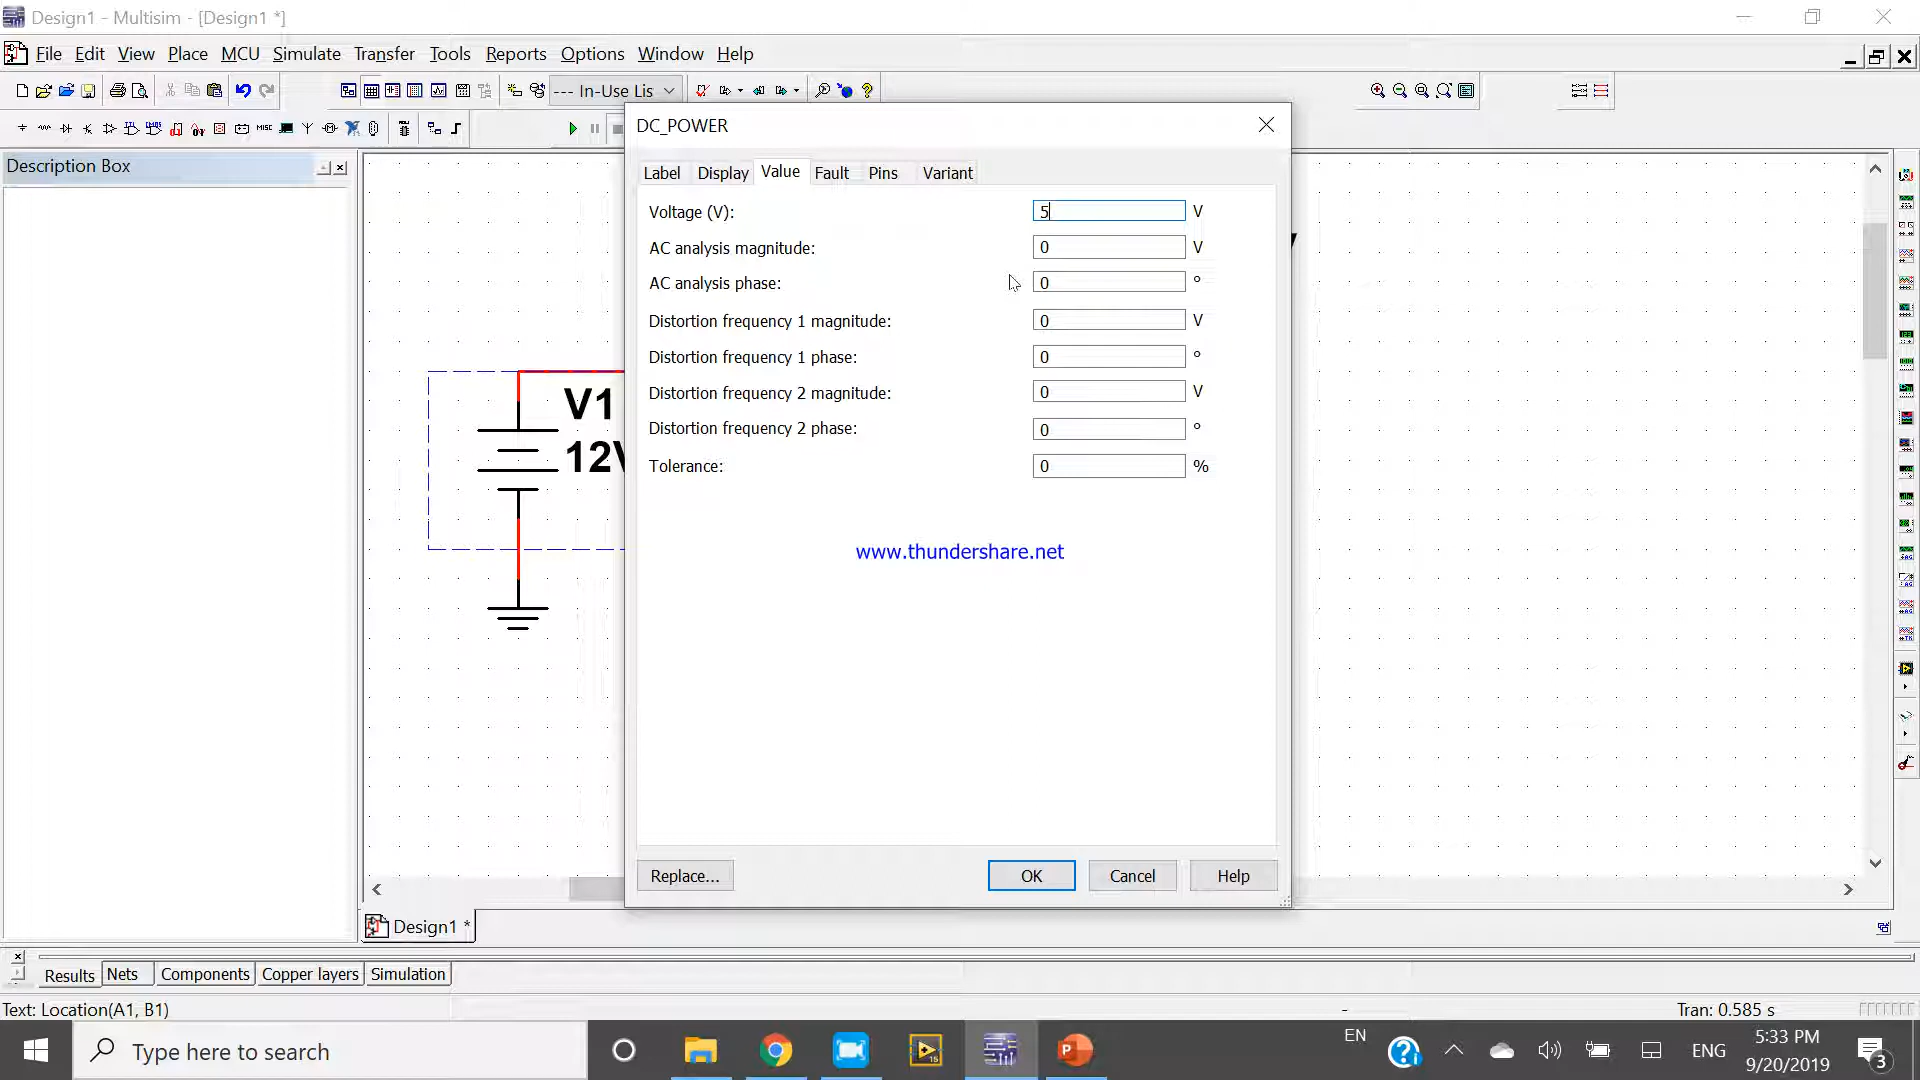 Design1 - Multisim - [Design1 *]
File Edit View Place MCU Simulate Transfer Tools Reports Options Window Help
--- In-Use Lis
Description Box
DC_POWER
Label Display Value Fault Pins Variant
Voltage (V): 5 V
AC analysis magnitude: 0 V
AC analysis phase: 0 °
Distortion frequency 1 magnitude: 0 V
Distortion frequency 1 phase: 0 °
Distortion frequency 2 magnitude: 0 V
Distortion frequency 2 phase: 0 °
Tolerance: 0 %
V1
12V
www.thundershare.net
Replace... OK Cancel Help
Design1 *
Results Nets Components Copper layers Simulation
Text: Location(A1, B1) - Tran: 0.585 s
Type here to search
EN
ENG
5:33 PM
9/20/2019
3